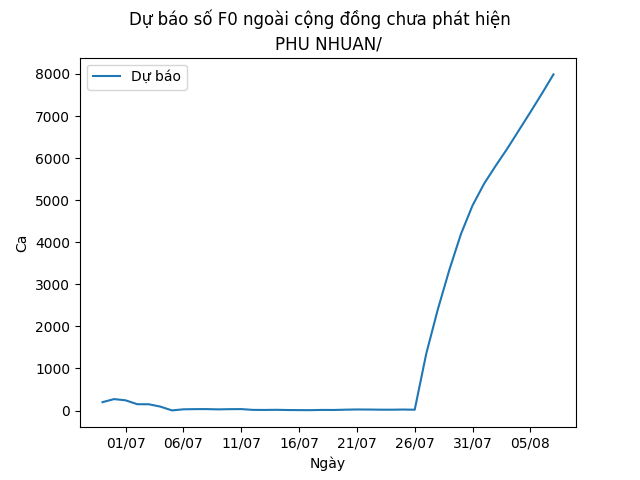 Dự báo số F0 ngoài cộng đồng chưa phát hiện
PHU NHUAN/
Dự báo
8000
7000
6000
5000
4000
3000
2000
1000
0
Ca
01/07 06/07 11/07 16/07 21/07 26/07 31/07 05/08
Ngày